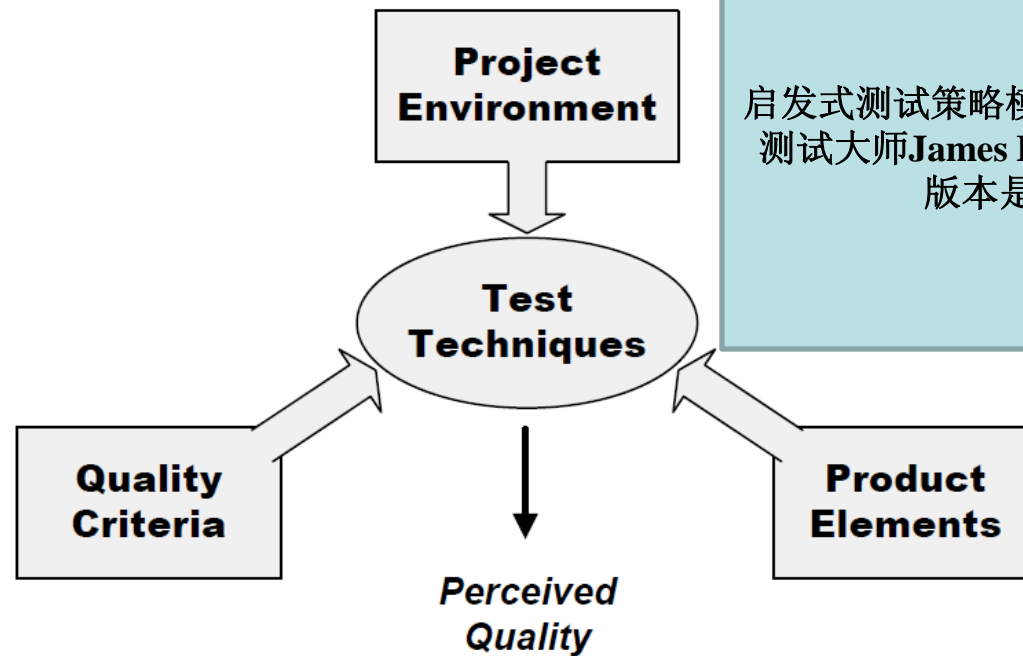 Project
Environment
启发式测试策略
测试大师James
版本是
Test
Techniques
Quality
Criteria
Product
Elements
Perceived
Quality